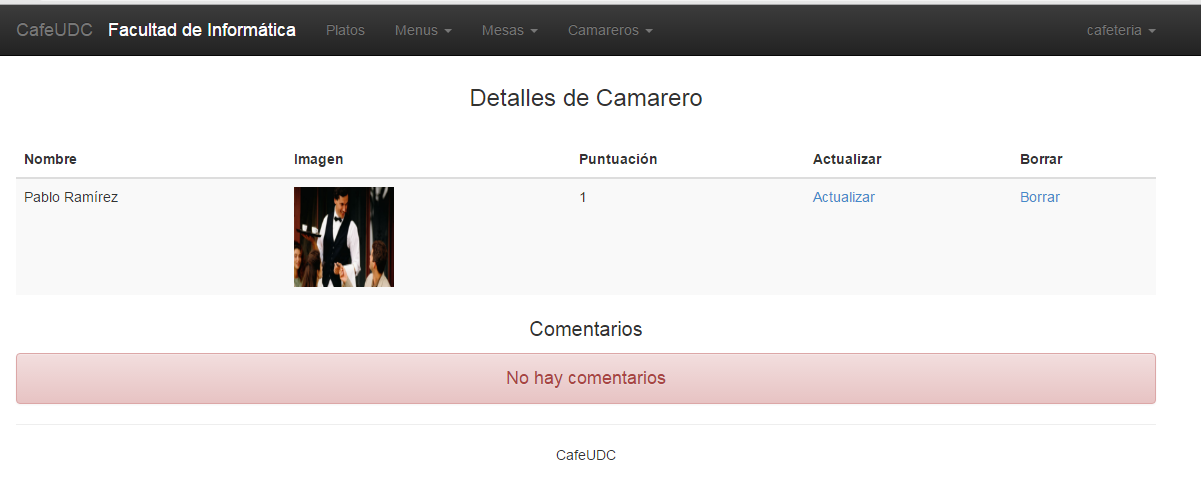 CafeUDC Facultad de Informática Platos Menus Mesas Camareros cafeteria
Detalles de Camarero
Nombre Imagen Puntuación Actualizar Borrar
Pablo Ramírez 1 Actualizar Borrar
Comentarios
No hay comentarios
CafeUDC